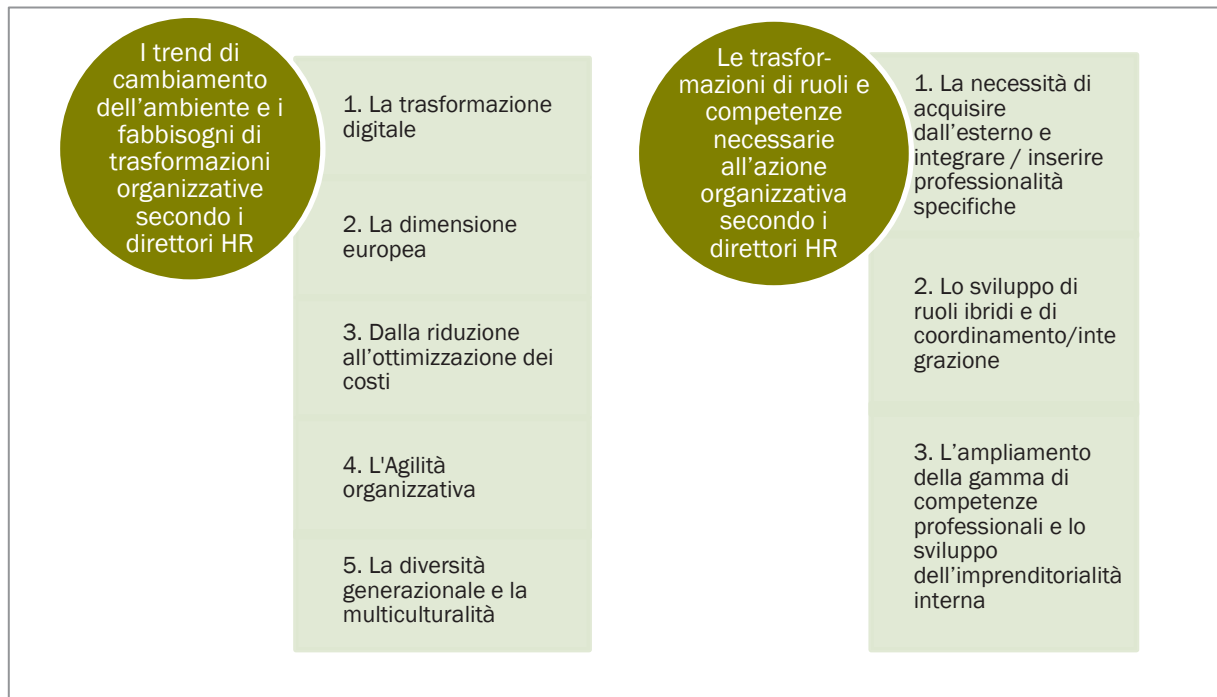 I trend di
cambiamento
dell’ambiente e i
fabbisogni di
trasformazioni
organizzative
secondo i
direttori HR
1. La trasformazione
digitale
2. La dimensione
europea
3. Dalla riduzione
all’ottimizzazione dei
costi
4. L'Agilità
organizzativa
5. La diversità
generazionale e la
multiculturalità
Le trasfor-
mazioni di ruoli e
competenze
necessarie
all’azione
organizzativa
secondo i
direttori HR
1. La necessità di
acquisire
dall’esterno e
integrare / inserire
professionalità
specifiche
2. Lo sviluppo di
ruoli ibridi e di
coordinamento/inte
grazione
3. L’ampliamento
della gamma di
competenze
professionali e lo
sviluppo
dell’imprenditorialità
interna